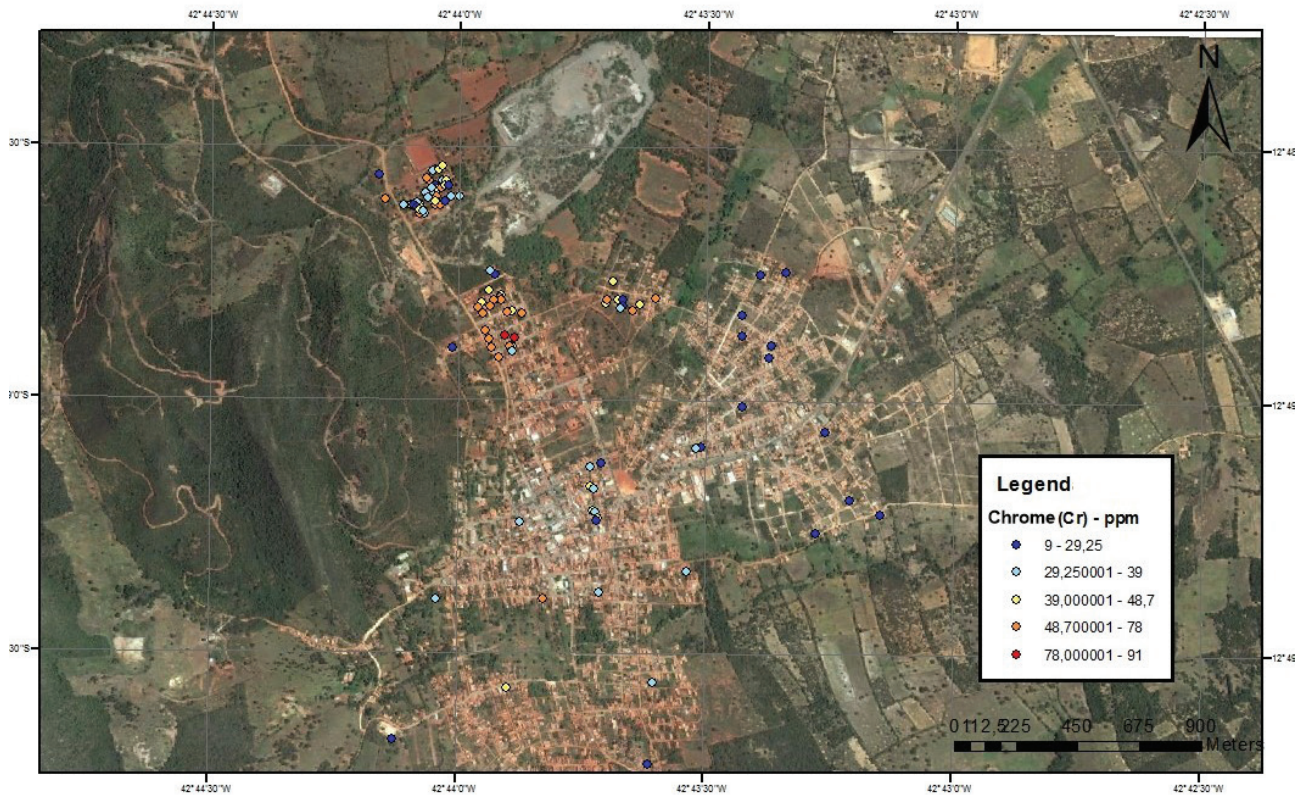 42°44'30"W 42°44'0"W 42°43'30"W 42°43'0"W 42°42'30"W
N
30"S 12°48
3'0"S 12°49
Legend
Chrome (Cr) - ppm
9 - 29,25
29,250001 - 39
39,000001 - 48,7
48,700001 - 78
78,000001 - 91
30"S 12°49
0 112,5 225 450 675 900
Meters
42°44'30"W 42°44'0"W 42°43'30"W 42°43'0"W 42°42'30"W